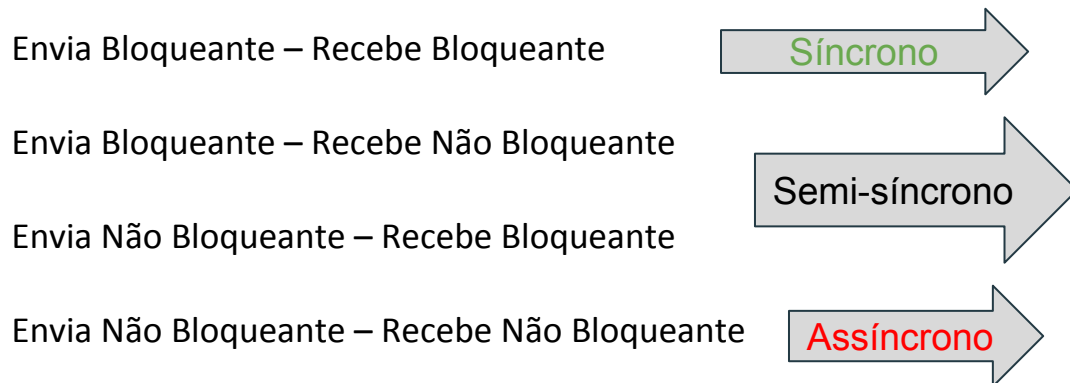 Envia Bloqueante – Recebe Bloqueante
Síncrono
Envia Bloqueante – Recebe Não Bloqueante
Semi-síncrono
Envia Não Bloqueante – Recebe Bloqueante
Envia Não Bloqueante – Recebe Não Bloqueante
Assíncrono